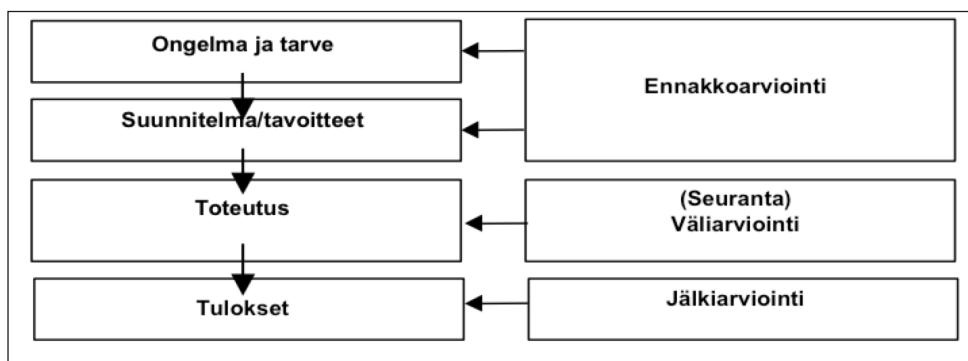 Ongelma ja tarve
Suunnitelma/tavoitteet
Toteutus
Tulokset
Ennakkoarviointi
(Seuranta)
Väliarviointi
Jälkiarviointi